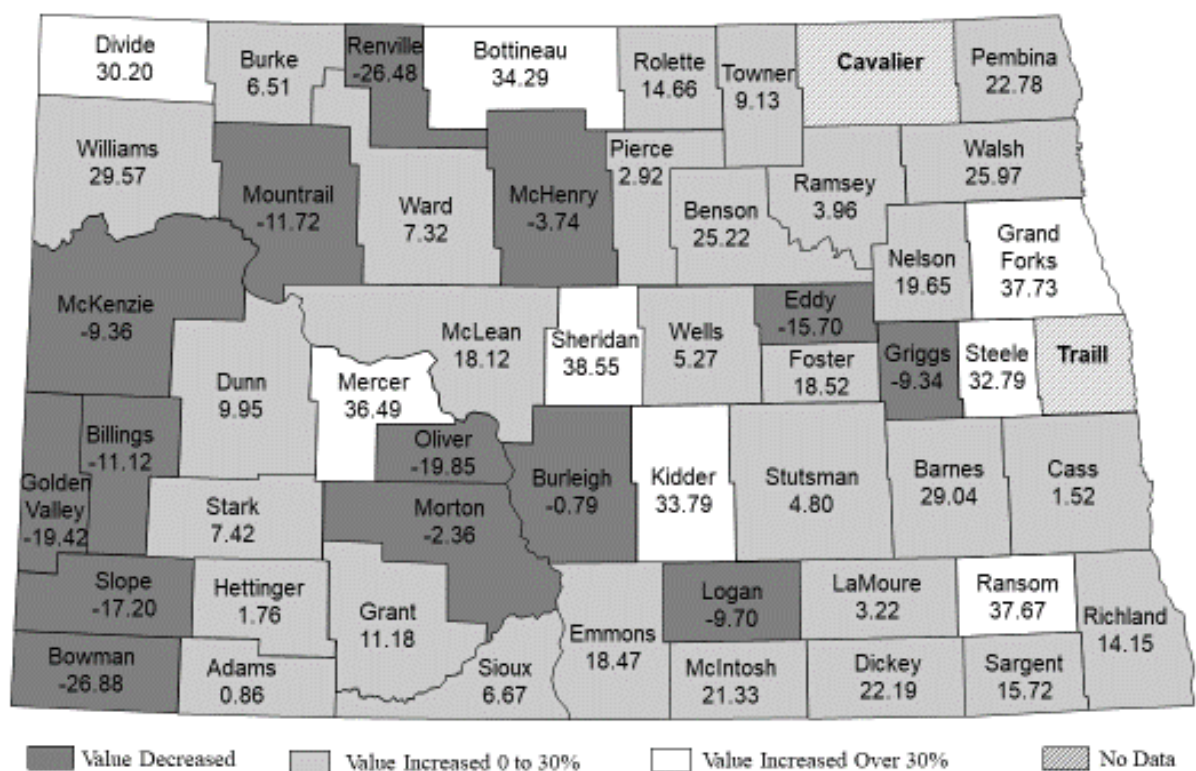 Divide
30.20
Burke
6.51
Renville
-26.48
Bottineau
34.29
Rolette
14.66
Towner
9.13
Cavalier
Pembina
22.78
Williams
29.57
Mountrail
-11.72
Ward
7.32
McHenry
-3.74
Pierce
2.92
Benson
25.22
Ramsey
3.96
Walsh
25.97
Nelson
19.65
Grand
Forks
37.73
McKenzie
-9.36
Dunn
9.95
Mercer
36.49
McLean
18.12
Sheridan
38.55
Wells
5.27
Eddy
-15.70
Foster
18.52
Griggs
-9.34
Steele
32.79
Traill
Golden
Valley
-19.42
Billings
-11.12
Stark
7.42
Oliver
-19.85
Morton
-2.36
Burleigh
-0.79
Kidder
33.79
Stutsman
4.80
Barnes
29.04
Cass
1.52
Slope
-17.20
Hettinger
1.76
Grant
11.18
Emmons
18.47
Logan
-9.70
LaMoure
3.22
Ransom
37.67
Richland
14.15
Bowman
-26.88
Adams
0.86
Sioux
6.67
McIntosh
21.33
Dickey
22.19
Sargent
15.72
Value Decreased
Value Increased 0 to 30%
Value Increased Over 30%
No Data